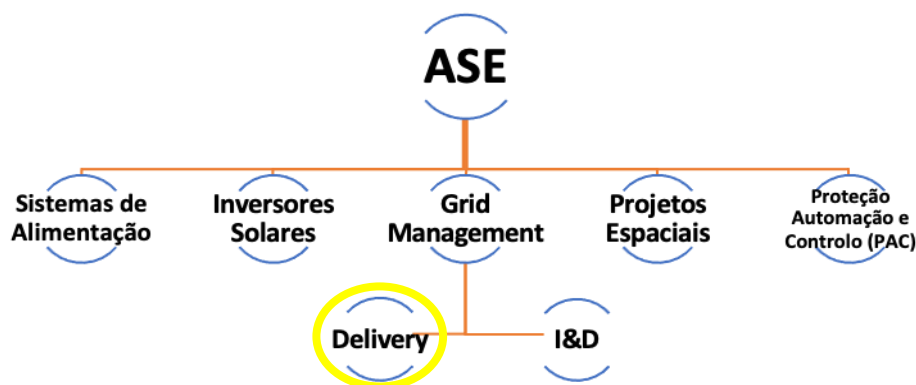 ASE
Sistemas de
Alimentação
Inversores
Solares
Grid
Management
Projetos
Espaciais
Proteção
Automação e
Controlo (PAC)
Delivery
I&D